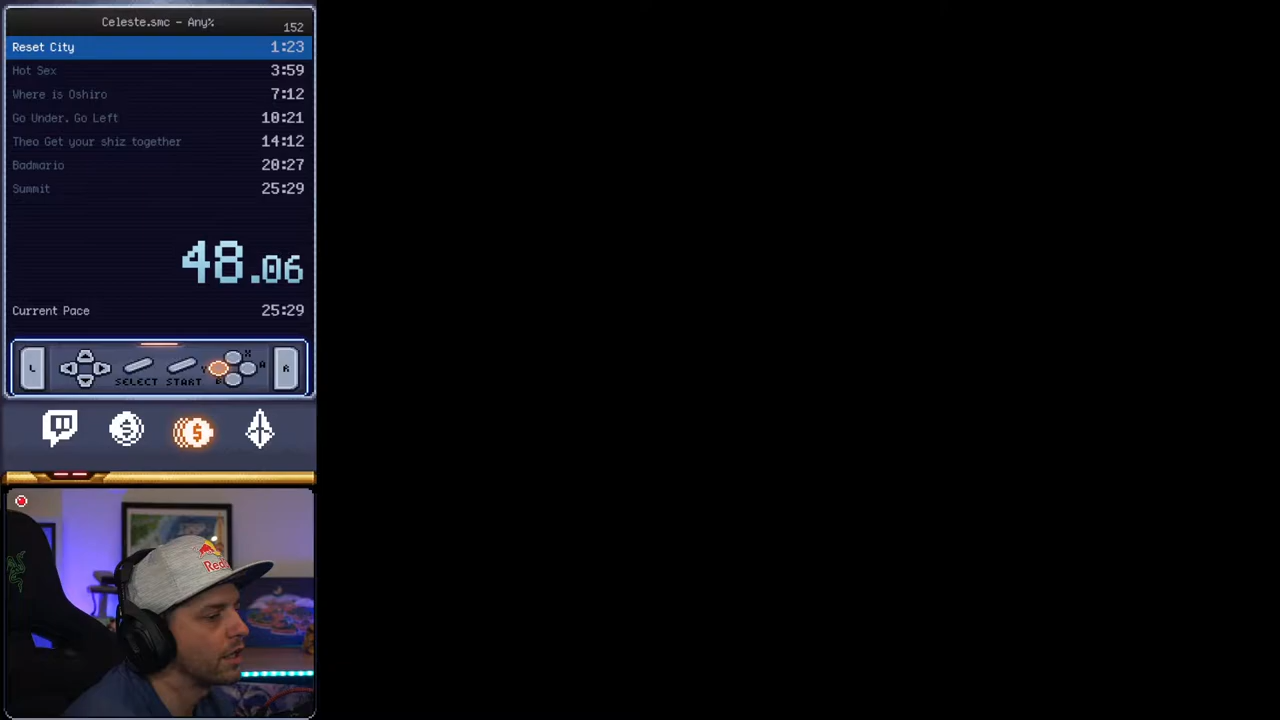 Celeste.smc - Any%
152
Reset City 1:23
Hot Sex 3:59
Where is Oshiro 7:12
Go Under. Go Left 10:21
Theo Get your shiz together 14:12
Badmario 20:27
Summit 25:29
48.06
Current Pace 25:29
L
SELECT START
X
Y A
B
R
Red